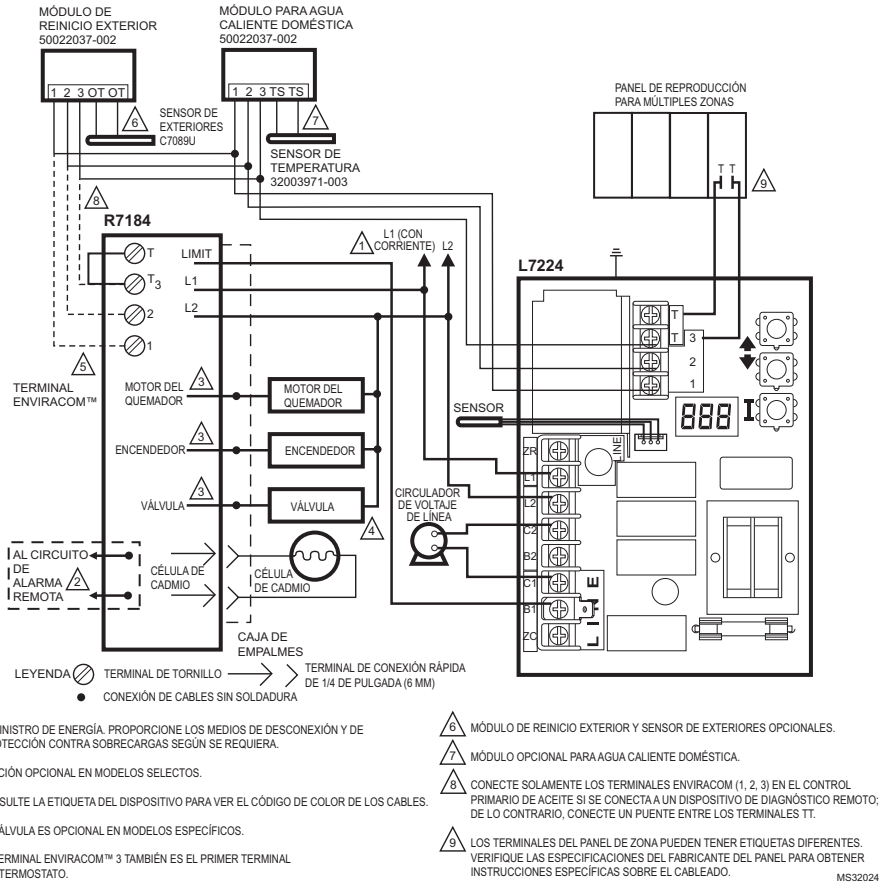 MÓDULO DE
REINICIO EXTERIOR
50022037-002
MÓDULO PARA AGUA
CALIENTE DOMÉSTICA
50022037-002
1 2 3 OT OT
1 2 3 TS TS
6
SENSOR DE
EXTERIORES
C7089U
7
SENSOR DE
TEMPERATURA
32003971-003
PANEL DE REPRODUCCIÓN
PARA MÚLTIPLES ZONAS
T T
9
8
R7184
1
L1 (CON
CORRIENTE)
L2
L7224
T
T3
2
1
LIMIT
L1
L2
5
TERMINAL
ENVIRACOM™
T
T
3
2
1
MOTOR DEL
QUEMADOR
3
MOTOR DEL
QUEMADOR
ENCENDEDOR
3
ENCENDEDOR
VÁLVULA
3
VÁLVULA
4
SENSOR
888
CIRCULADOR
DE VOLTAJE
DE LÍNEA
ZR
L1
L2
C2
B2
C1
B1
ZC
LINE
LINE
AL CIRCUITO
DE
ALARMA
REMOTA
2
CÉLULA DE
CADMIO
CÉLULA
DE CADMIO
CAJA DE
EMPALMES
LEYENDA
TERMINAL DE TORNILLO
TERMINAL DE CONEXIÓN RÁPIDA
DE 1/4 DE PULGADA (6 MM)
CONEXIÓN DE CABLES SIN SOLDADURA
DE ENERGÍA. PROPORCIONE LOS MEDIOS DE DESCONEXIÓN Y DE
CONTRA SOBRECARGAS SEGÚN SE REQUIERA.
OPCIONAL EN MODELOS SELECTOS.
LA ETIQUETA DEL DISPOSITIVO PARA VER EL CÓDIGO DE COLOR DE LOS CABLES.
ES OPCIONAL EN MODELOS ESPECÍFICOS.
ENVIRACOM™ 3 TAMBIÉN ES EL PRIMER TERMINAL
TERMOSTATO.
6 MÓDULO DE REINICIO EXTERIOR Y SENSOR DE EXTERIORES OPCIONALES.
7 MÓDULO OPCIONAL PARA AGUA CALIENTE DOMÉSTICA.
8 CONECTE SOLAMENTE LOS TERMINALES ENVIRACOM (1, 2, 3) EN EL CONTROL
PRIMARIO DE ACEITE SI SE CONECTA A UN DISPOSITIVO DE DIAGNÓSTICO REMOTO;
DE LO CONTRARIO, CONECTE UN PUENTE ENTRE LOS TERMINALES TT.
9 LOS TERMINALES DEL PANEL DE ZONA PUEDEN TENER ETIQUETAS DIFERENTES.
VERIFIQUE LAS ESPECIFICACIONES DEL FABRICANTE DEL PANEL PARA OBTENER
INSTRUCCIONES ESPECÍFICAS SOBRE EL CABLEADO.
MS32024